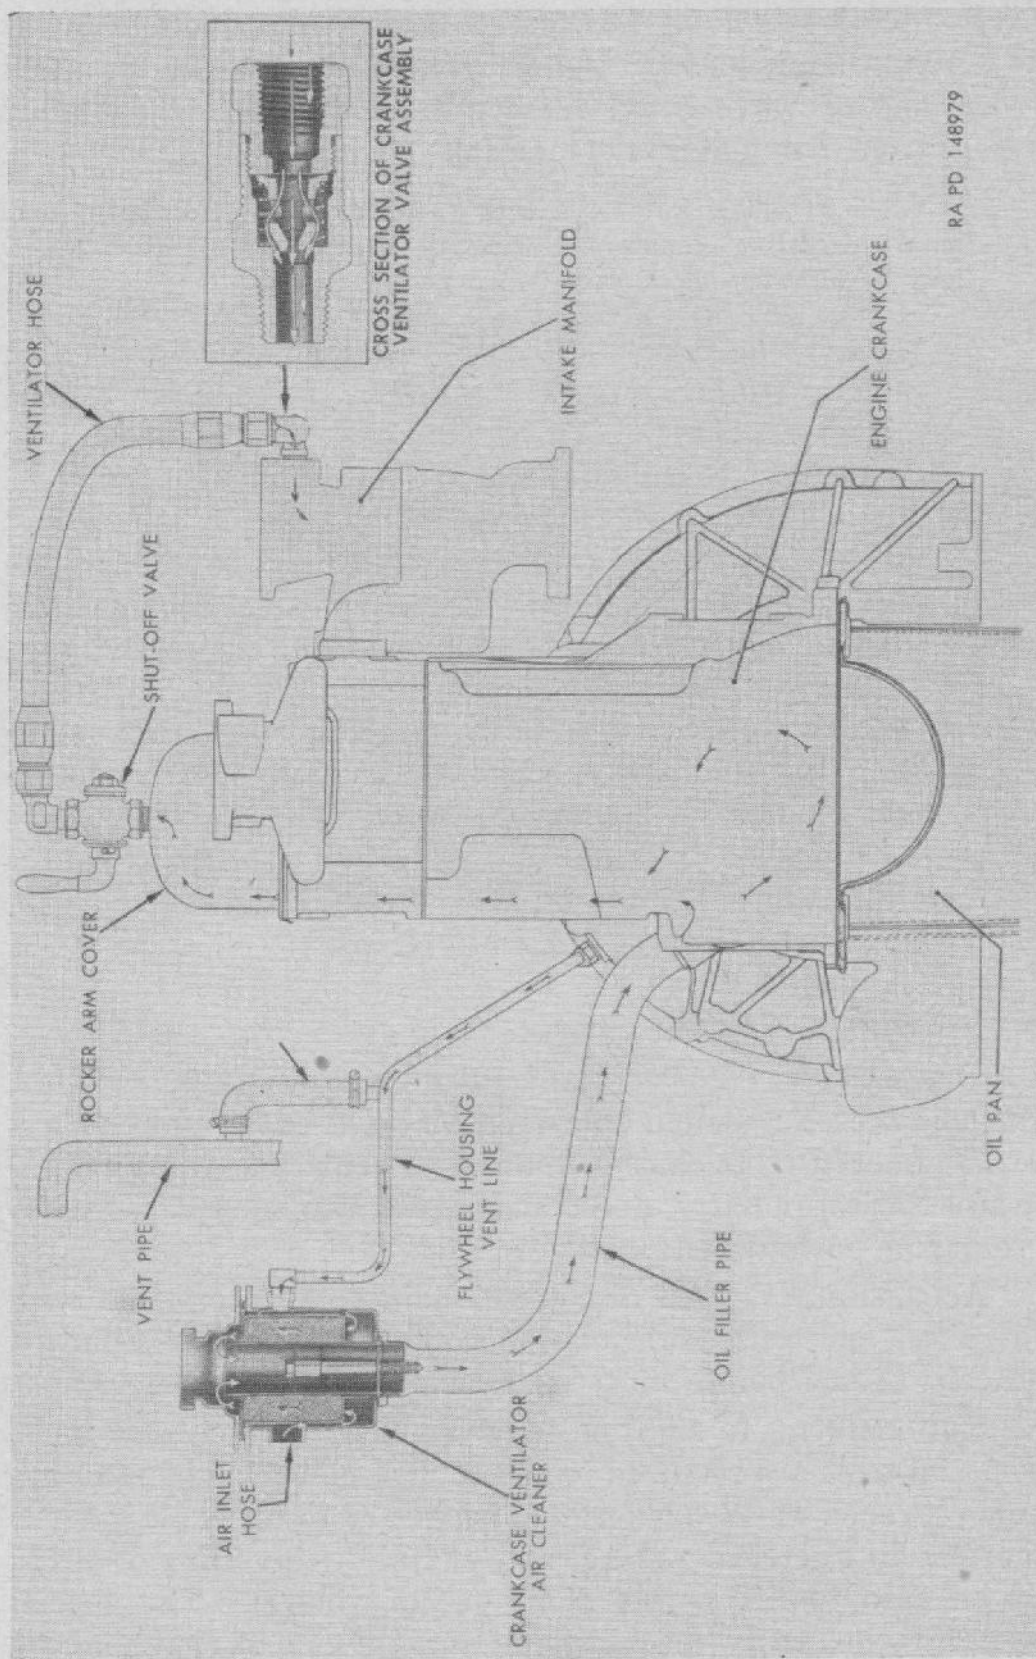 AIR INLET
HOSE
CRANKCASE VENTILATOR
AIR CLEANER
VENT PIPE
FLYWHEEL HOUSING
VENT LINE
OIL FILLER PIPE
ROCKER ARM COVER
SHUT-OFF VALVE
VENTILATOR HOSE
CROSS SECTION OF CRANKCASE
VENTILATOR VALVE ASSEMBLY
INTAKE MANIFOLD
ENGINE CRANKCASE
OIL PAN
RA PD 148979